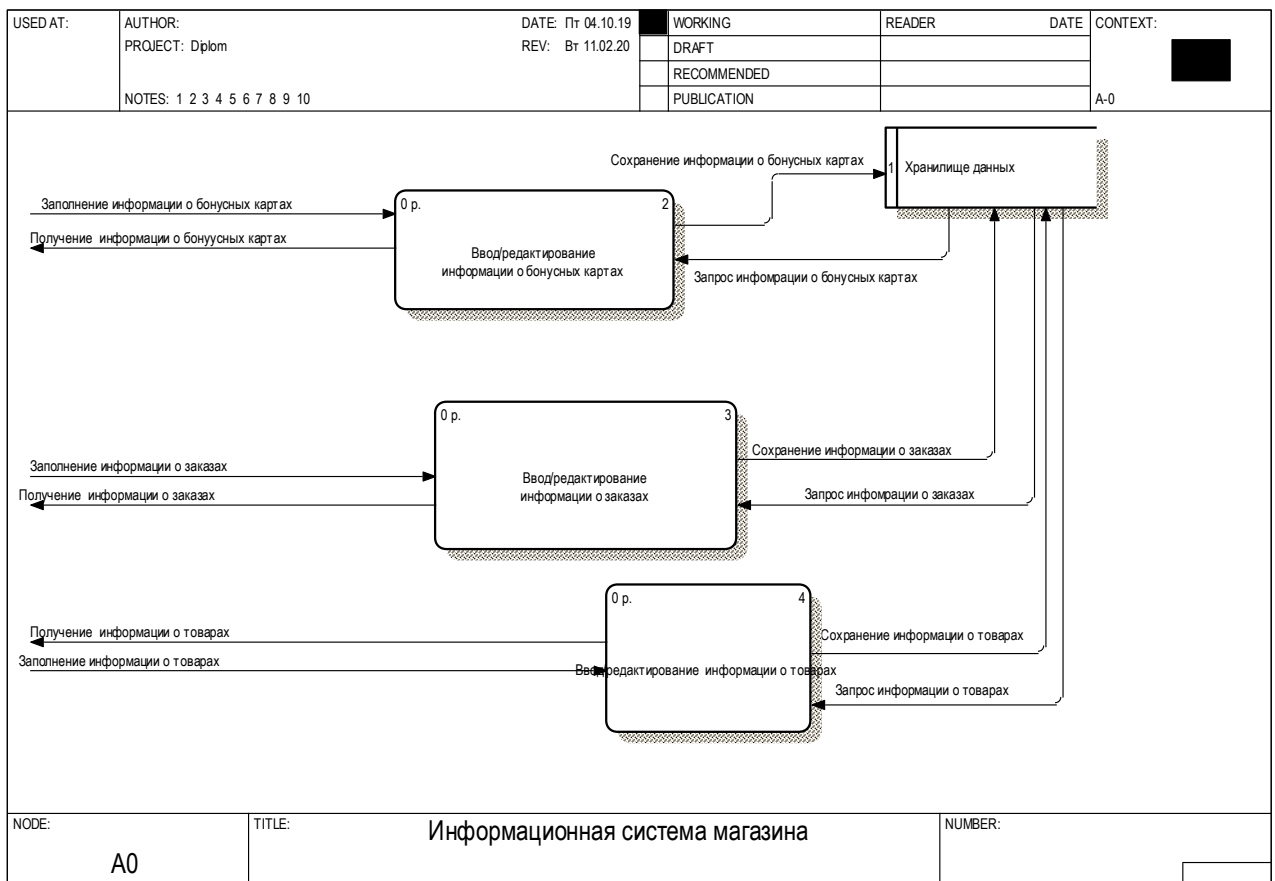 USED AT:
AUTHOR:
DATE: Пт 04.10.19
WORKING
READER
DATE
CONTEXT:
PROJECT: Diplom
REV: Вт 11.02.20
DRAFT
RECOMMENDED
NOTES: 1 2 3 4 5 6 7 8 9 10
PUBLICATION
A-0
Сохранение информации о бонусных картах
1
Хранилище данных
Заполнение информации о бонусных картах
0 р.
2
Получение информации о бонуусных картах
Ввод/редактирование
информации о бонусных картах
Запрос инфомрации о бонусных картах
0 р.
3
Сохранение информации о заказах
Заполнение информации о заказах
Ввод/редактирование
информации о заказах
Получение информации о заказах
Запрос инфомрации о заказах
0 р.
4
Получение информации о товарах
Сохранение информации о товарах
Заполнение информации о товарах
Ввод/редактирование информации о товарах
Запрос информации о товарах
NODE:
TITLE:
Информационная система магазина
NUMBER:
A0